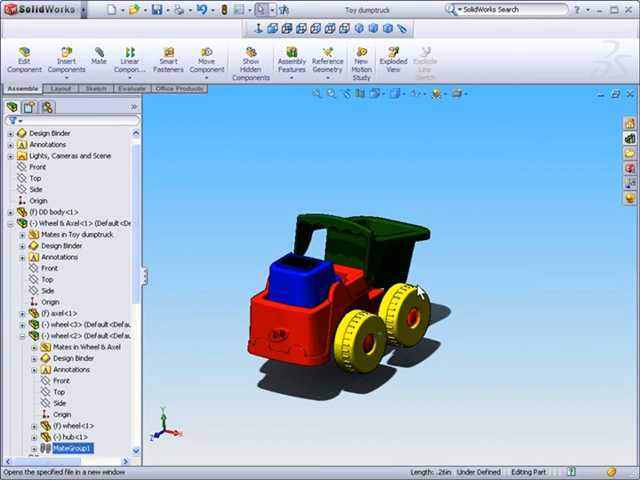 SolidWorks
Toy dumptruck
SolidWorks Search
Edit Component
Insert Components
Mate
Linear Compon...
Smart Fasteners
Move Component
Show Hidden Components
Assembly Features
Reference Geometry
New Motion Study
Exploded View
Explode Line Sketch
Assembly
Layout
Sketch
Evaluate
Office Products
Design Binder
Annotations
Lights, Cameras and Scene
Front
Top
Side
Origin
(f) DD body<1>
(-) Wheel & Axel<1> (Default<De
Mates in Toy dumptruck
Design Binder
Annotations
Front
Top
Side
Origin
(f) axel<1>
(-) wheel<3> (Default<Defau
(-) wheel<2> (Default<Defau
Mates in Wheel & Axel
Design Binder
Annotations
Front
Top
Side
Origin
(f) wheel<1>
(-) hub<1>
MateGroup1
Y
Z
X
Opens the specified file in a new window
Length: .26in
Under Defined
Editing Part